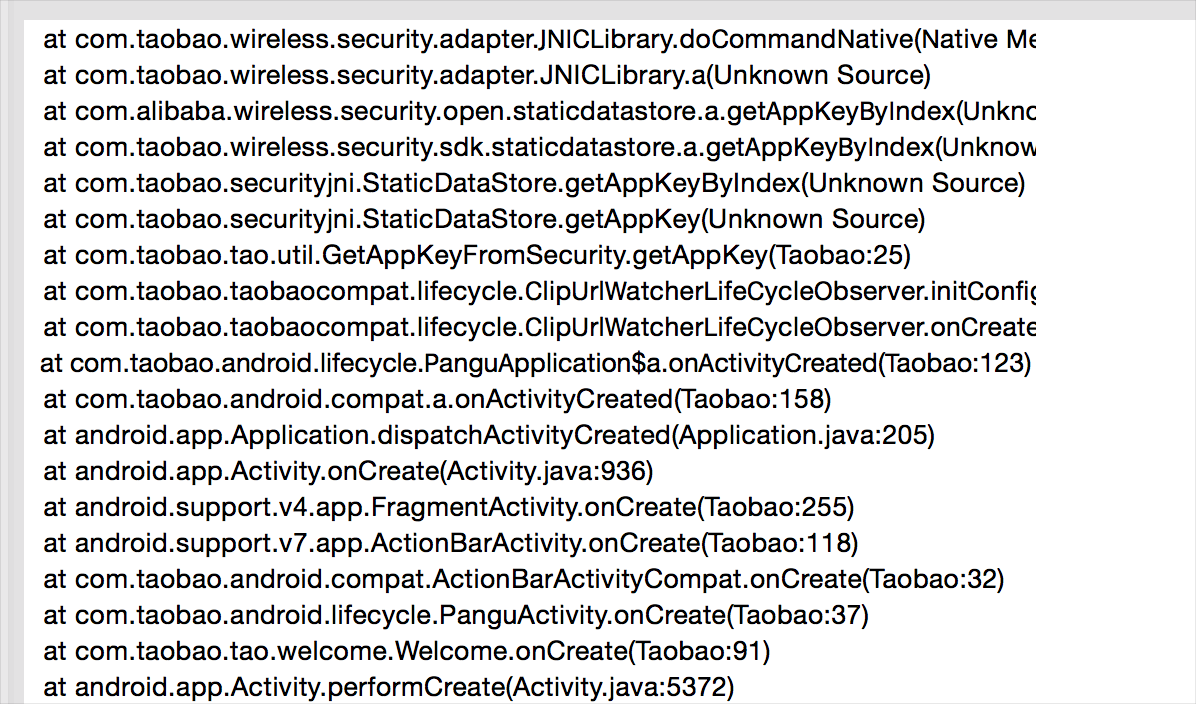 at com.taobao.wireless.security.adapter.JNICLibrary.doCommandNative(Native Me
at com.taobao.wireless.security.adapter.JNICLibrary.a(Unknown Source)
at com.alibaba.wireless.security.open.staticdatastore.a.getAppKeyByIndex(Unkno
at com.taobao.wireless.security.sdk.staticdatastore.a.getAppKeyByIndex(Unknow
at com.taobao.securityjni.StaticDataStore.getAppKeyByIndex(Unknown Source)
at com.taobao.securityjni.StaticDataStore.getAppKey(Unknown Source)
at com.taobao.tao.util.GetAppKeyFromSecurity.getAppKey(Taobao:25)
at com.taobao.taobaocompat.lifecycle.ClipUrlWatcherLifeCycleObserver.initConfig
at com.taobao.taobaocompat.lifecycle.ClipUrlWatcherLifeCycleObserver.onCreate
at com.taobao.android.lifecycle.PanguApplication$a.onActivityCreated(Taobao:123)
at com.taobao.android.compat.a.onActivityCreated(Taobao:158)
at android.app.Application.dispatchActivityCreated(Application.java:205)
at android.app.Activity.onCreate(Activity.java:936)
at android.support.v4.app.FragmentActivity.onCreate(Taobao:255)
at android.support.v7.app.ActionBarActivity.onCreate(Taobao:118)
at com.taobao.android.compat.ActionBarActivityCompat.onCreate(Taobao:32)
at com.taobao.android.lifecycle.PanguActivity.onCreate(Taobao:37)
at com.taobao.tao.welcome.Welcome.onCreate(Taobao:91)
at android.app.Activity.performCreate(Activity.java:5372)